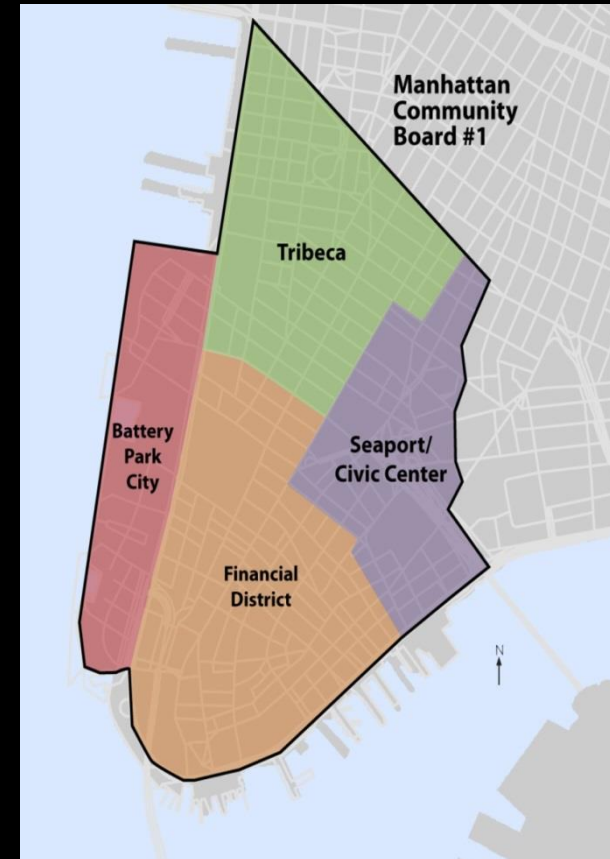 Manhattan
Community
Board #1
Tribeca
Battery
Park
City
Seaport/
Civic Center
Financial
District
N